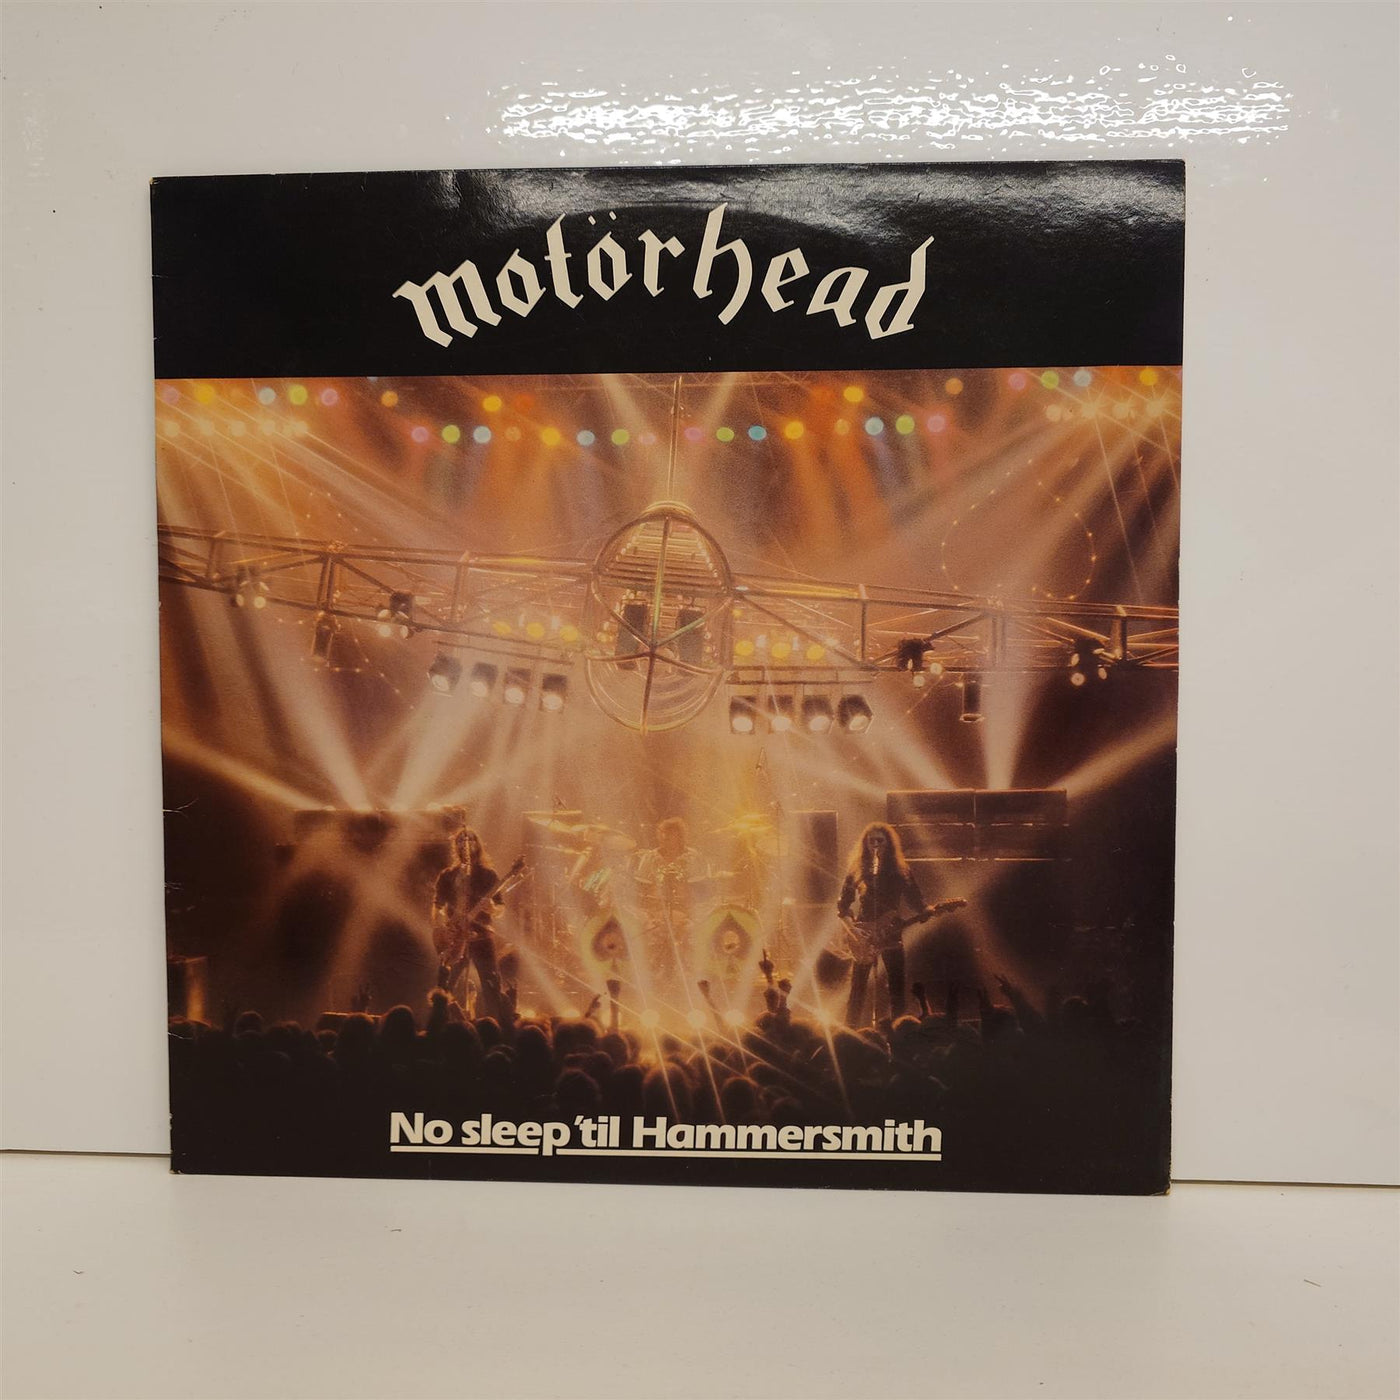 motörhead
No sleep 'til Hammersmith